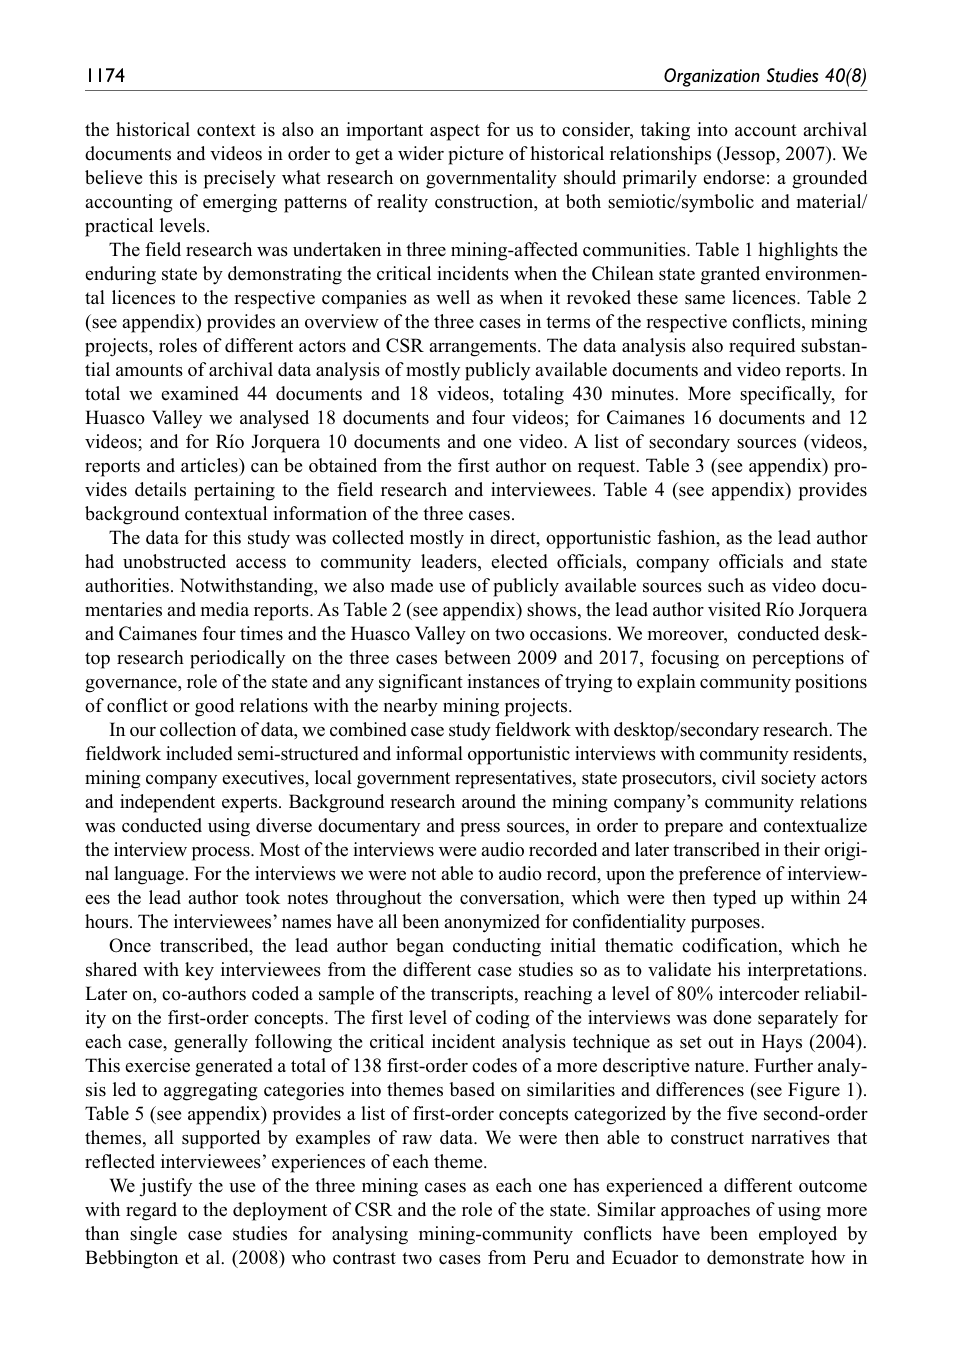 1174
Organization Studies 40(8)
the historical context is also an important aspect for us to consider, taking into account archival
documents and videos in order to get a wider picture of historical relationships (Jessop, 2007). We
believe this is precisely what research on governmentality should primarily endorse: a grounded
accounting of emerging patterns of reality construction, at both semiotic/symbolic and material/
practical levels.
The field research was undertaken in three mining-affected communities. Table 1 highlights the
enduring state by demonstrating the critical incidents when the Chilean state granted environmen-
tal licences to the respective companies as well as when it revoked these same licences. Table 2
(see appendix) provides an overview of the three cases in terms of the respective conflicts, mining
projects, roles of different actors and CSR arrangements. The data analysis also required substan-
tial amounts of archival data analysis of mostly publicly available documents and video reports. In
total we examined 44 documents and 18 videos, totaling 430 minutes. More specifically, for
Huasco Valley we analysed 18 documents and four videos; for Caimanes 16 documents and 12
videos; and for Río Jorquera 10 documents and one video. A list of secondary sources (videos,
reports and articles) can be obtained from the first author on request. Table 3 (see appendix) pro-
vides details pertaining to the field research and interviewees. Table 4 (see appendix) provides
background contextual information of the three cases.
The data for this study was collected mostly in direct, opportunistic fashion, as the lead author
had unobstructed access to community leaders, elected officials, company officials and state
authorities. Notwithstanding, we also made use of publicly available sources such as video docu-
mentaries and media reports. As Table 2 (see appendix) shows, the lead author visited Río Jorquera
and Caimanes four times and the Huasco Valley on two occasions. We moreover, conducted desk-
top research periodically on the three cases between 2009 and 2017, focusing on perceptions of
governance, role of the state and any significant instances of trying to explain community positions
of conflict or good relations with the nearby mining projects.
In our collection of data, we combined case study fieldwork with desktop/secondary research. The
fieldwork included semi-structured and informal opportunistic interviews with community residents,
mining company executives, local government representatives, state prosecutors, civil society actors
and independent experts. Background research around the mining company's community relations
was conducted using diverse documentary and press sources, in order to prepare and contextualize
the interview process. Most of the interviews were audio recorded and later transcribed in their origi-
nal language. For the interviews we were not able to audio record, upon the preference of interview-
ees the lead author took notes throughout the conversation, which were then typed up within 24
hours. The interviewees' names have all been anonymized for confidentiality purposes.
Once transcribed, the lead author began conducting initial thematic codification, which he
shared with key interviewees from the different case studies so as to validate his interpretations.
Later on, co-authors coded a sample of the transcripts, reaching a level of 80% intercoder reliabil-
ity on the first-order concepts. The first level of coding of the interviews was done separately for
each case, generally following the critical incident analysis technique as set out in Hays (2004).
This exercise generated a total of 138 first-order codes of a more descriptive nature. Further analy-
sis led to aggregating categories into themes based on similarities and differences (see Figure 1).
Table 5 (see appendix) provides a list of first-order concepts categorized by the five second-order
themes, all supported by examples of raw data. We were then able to construct narratives that
reflected interviewees' experiences of each theme.
We justify the use of the three mining cases as each one has experienced a different outcome
with regard to the deployment of CSR and the role of the state. Similar approaches of using more
than single case studies for analysing mining-community conflicts have been employed by
Bebbington et al. (2008) who contrast two cases from Peru and Ecuador to demonstrate how in